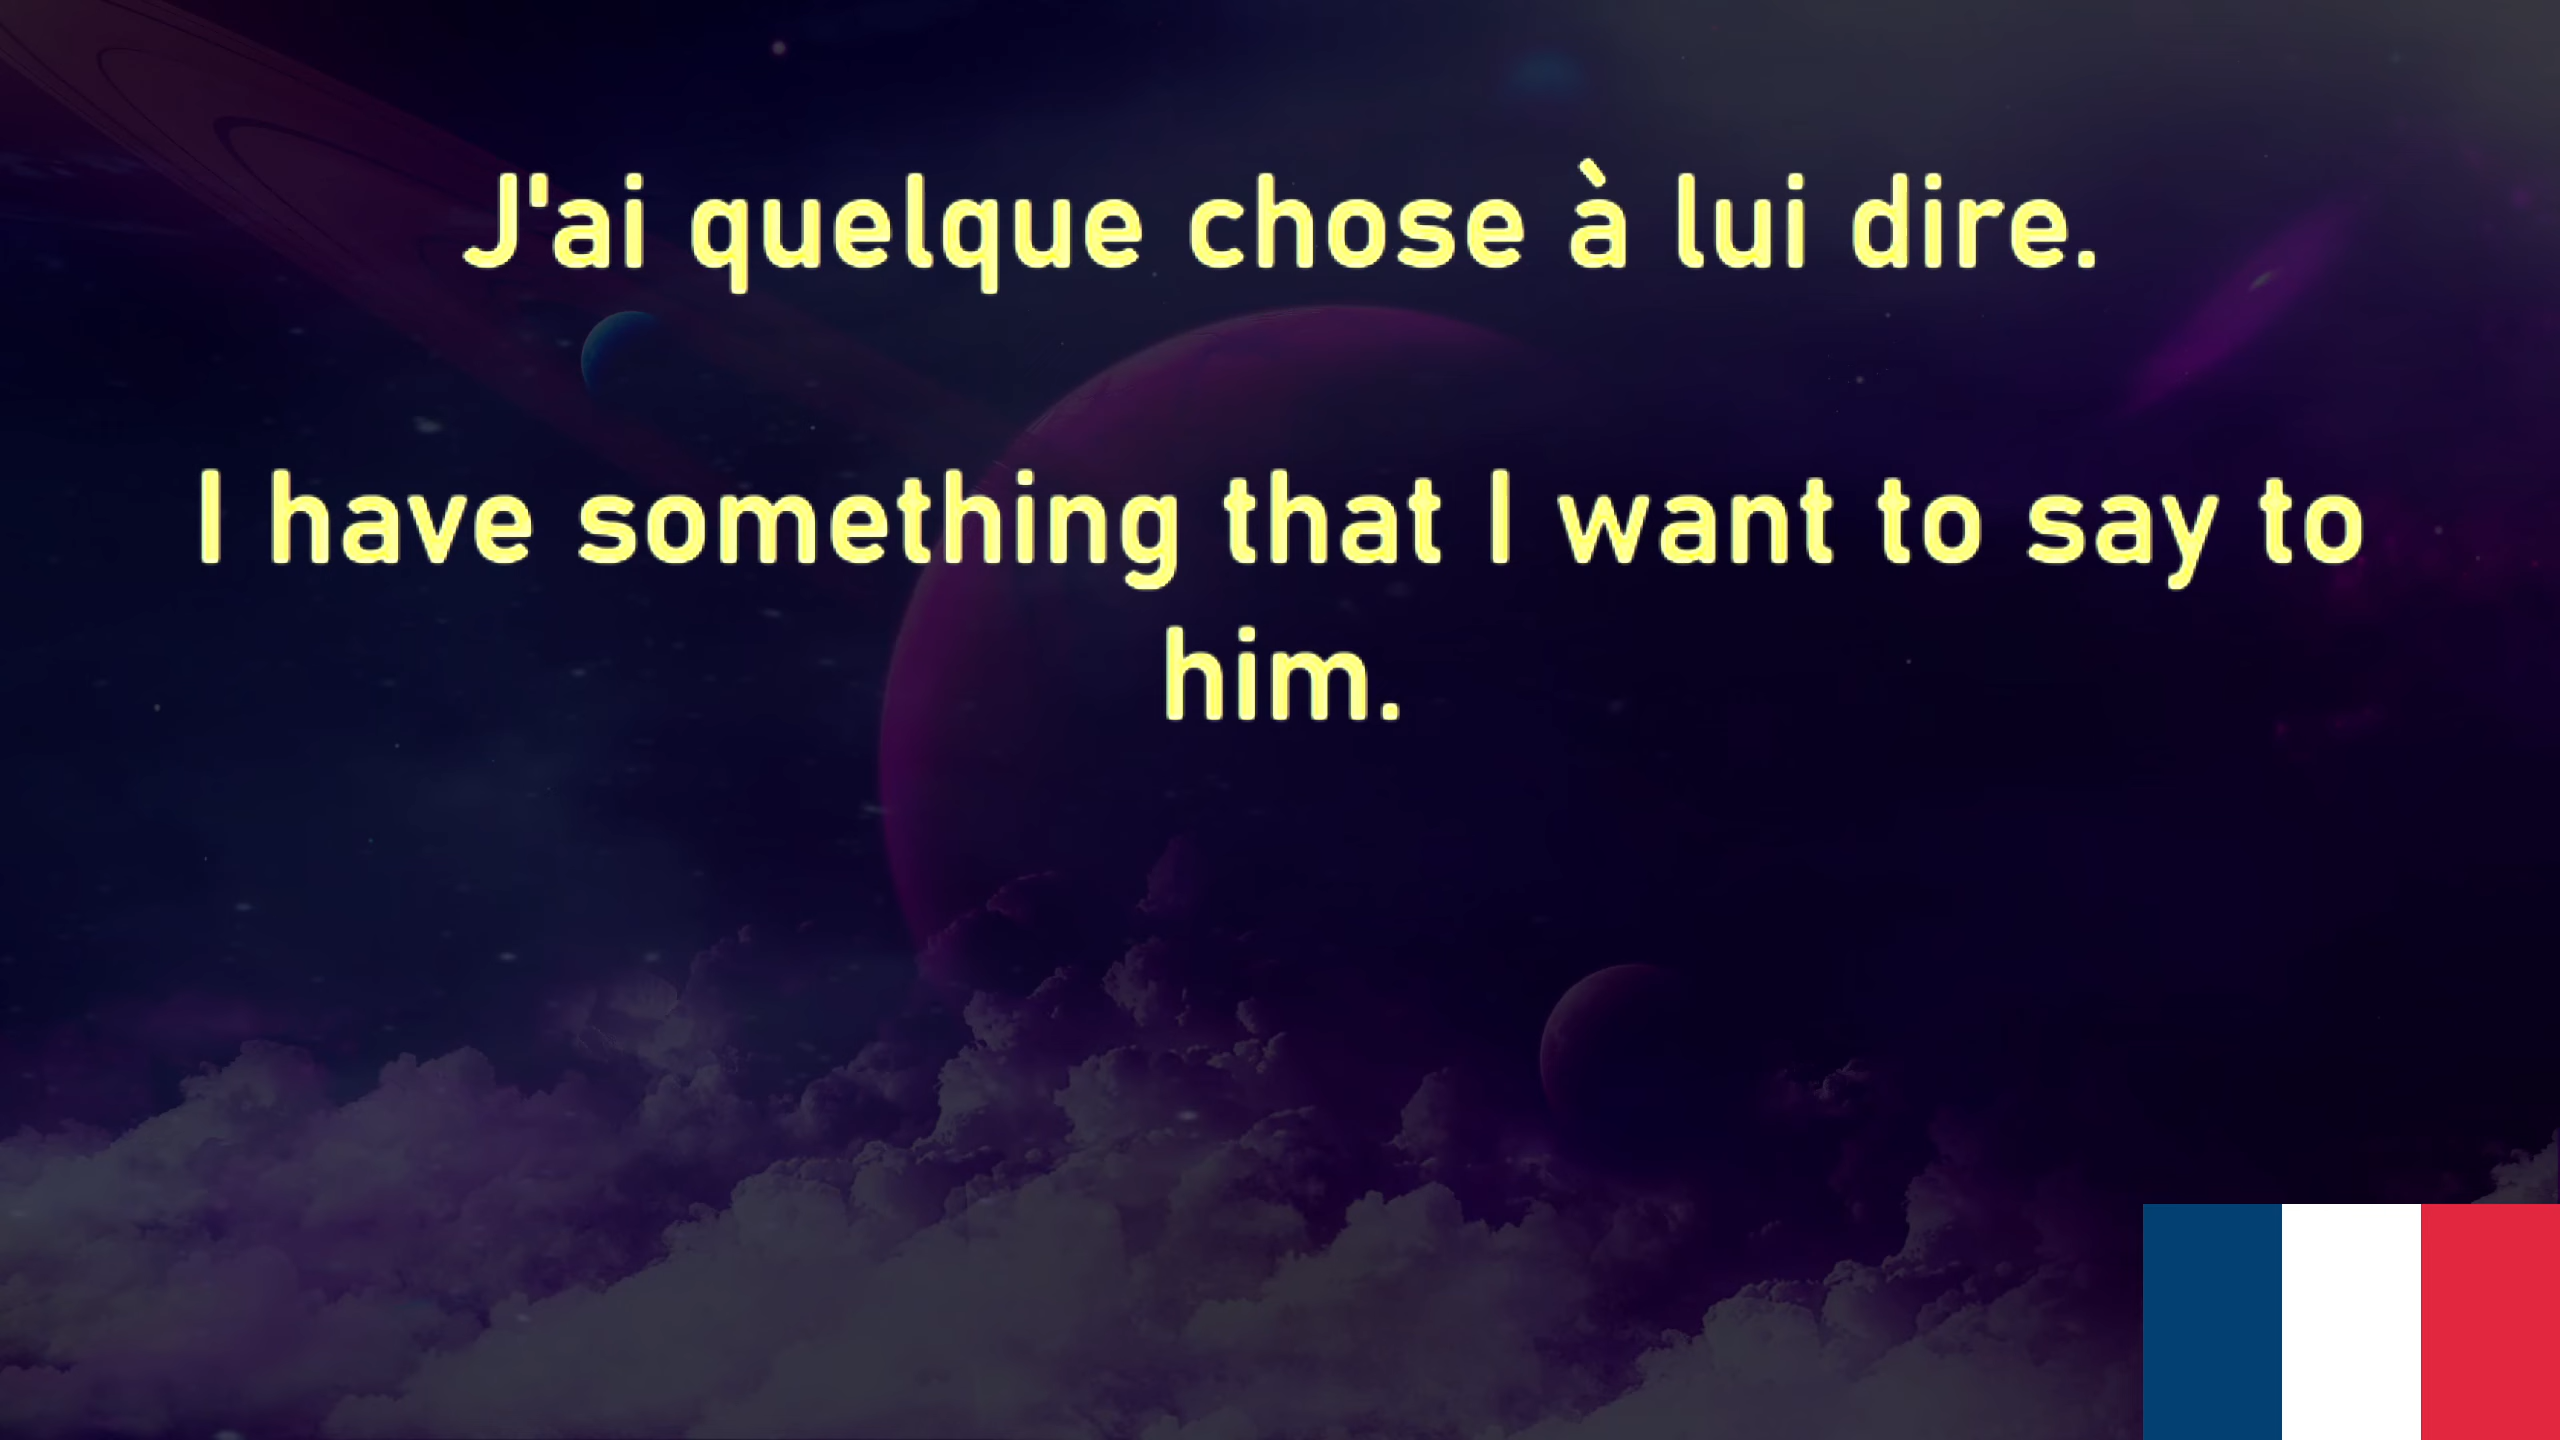 J'ai quelque chose à lui dire.
I have something that I want to say to
him.